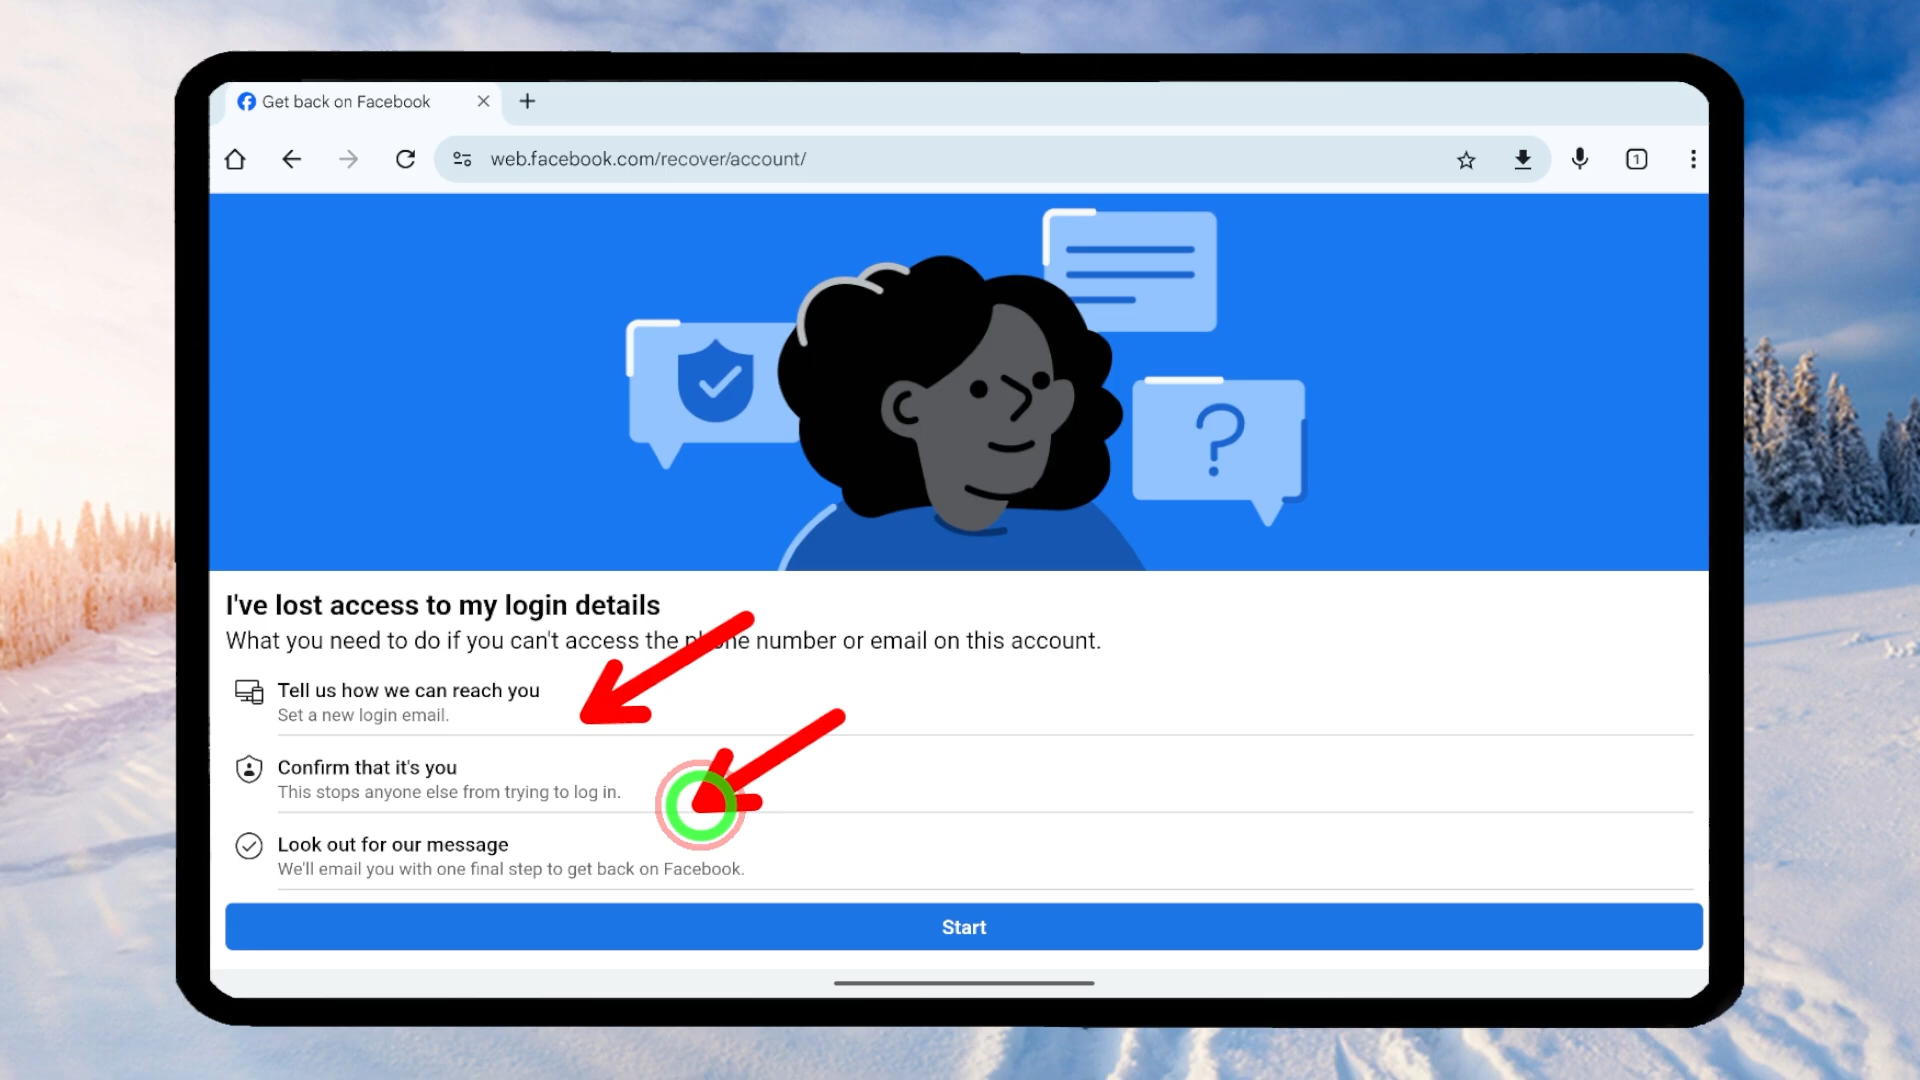 Get back on Facebook
web.facebook.com/recover/account/
1
?
I've lost access to my login details
What you need to do if you can't access the phone number or email on this account.
Tell us how we can reach you
Set a new login email.
Confirm that it's you
This stops anyone else from trying to log in.
Look out for our message
We'll email you with one final step to get back on Facebook.
Start